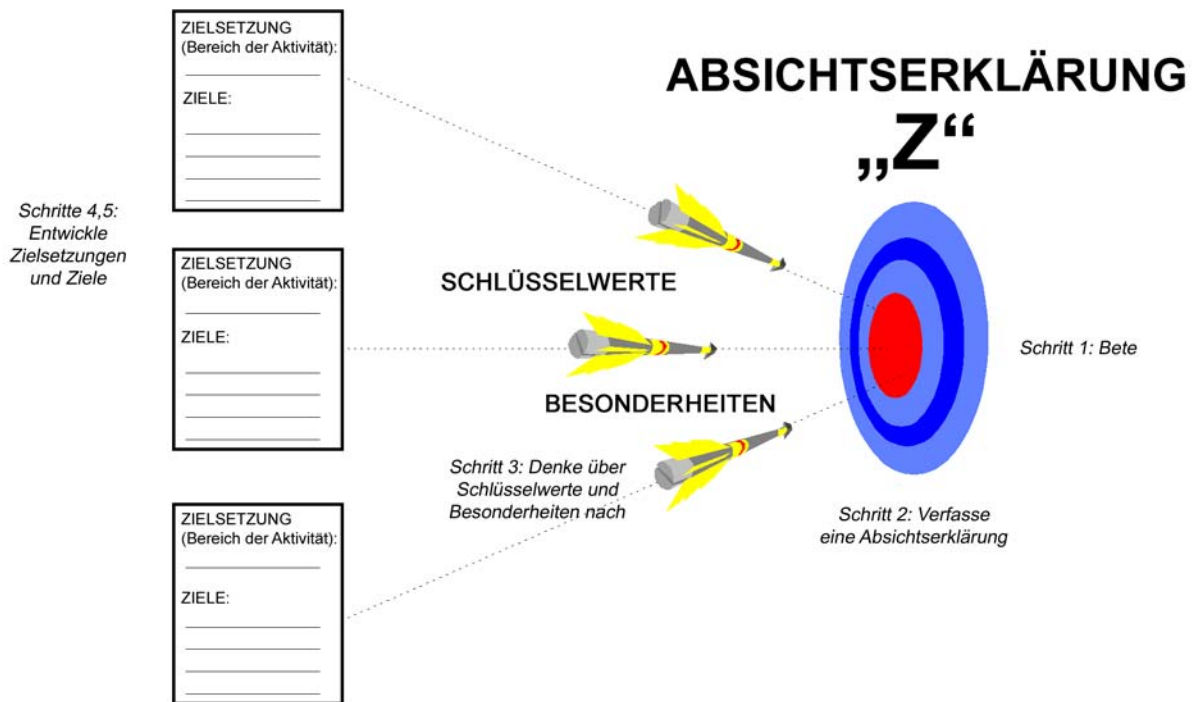 ZIELSETZUNG
(Bereich der Aktivität):
ZIELE:
ABSICHTSERKLÄRUNG
„Z“
Schritte 4,5:
Entwickle
Zielsetzungen
und Ziele
ZIELSETZUNG
(Bereich der Aktivität):
ZIELE:
SCHLÜSSELWERTE
Schritt 1: Bete
BESONDERHEITEN
Schritt 3: Denke über
Schlüsselwerte und
Besonderheiten nach
Schritt 2: Verfasse
eine Absichtserklärung
ZIELSETZUNG
(Bereich der Aktivität):
ZIELE: